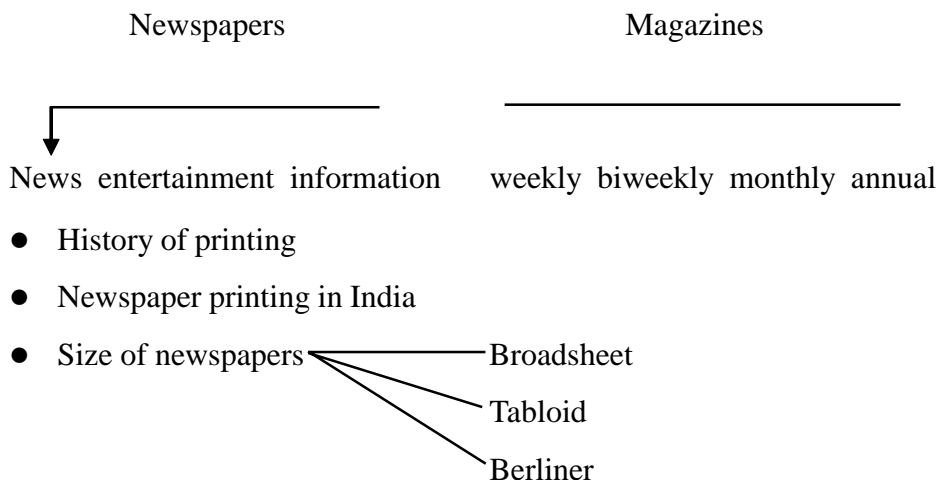 Newspapers Magazines
News entertainment information weekly biweekly monthly annual
● History of printing
● Newspaper printing in India
● Size of newspapers Broadsheet
Tabloid
Berliner